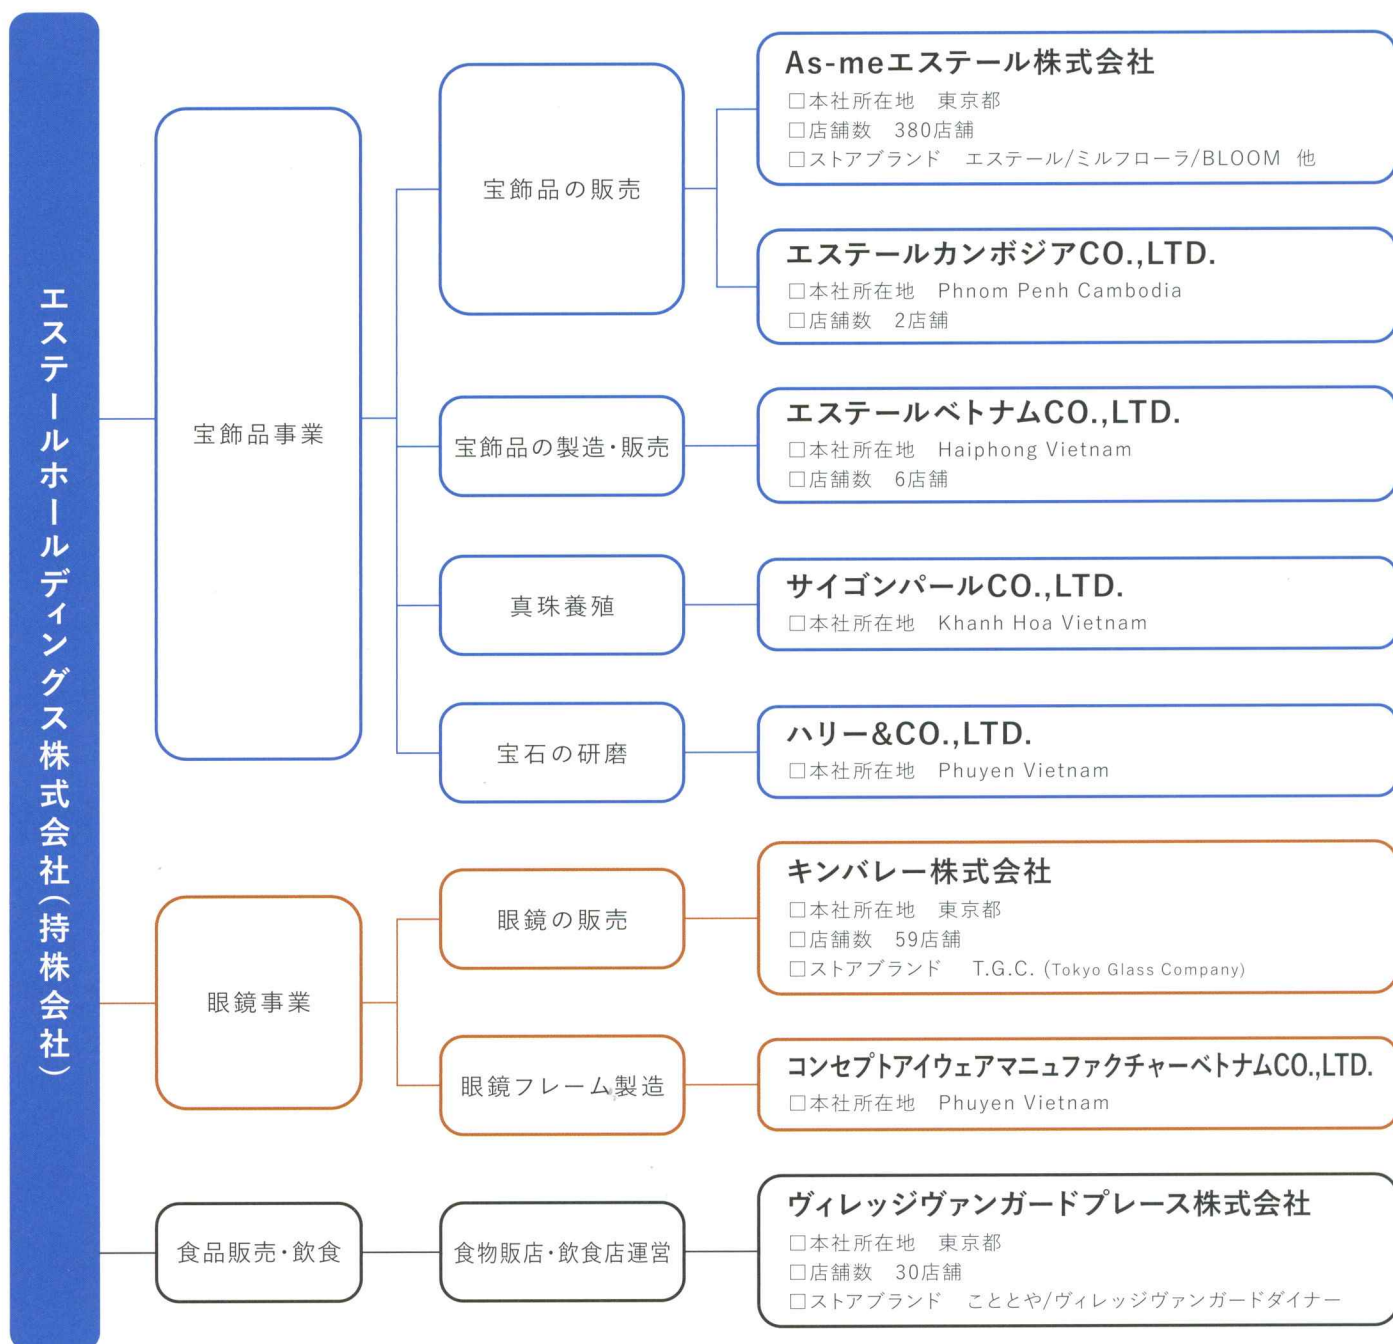 エステールホールディングス株式会社(持株会社)
宝飾品事業
宝飾品の販売
As-meエステール株式会社
□本社所在地　東京都
□店舗数　380店舗
□ストアブランド　エステール/ミルフローラ/BLOOM 他
エステールカンボジアCO.,LTD.
□本社所在地　Phnom Penh Cambodia
□店舗数　2店舗
宝飾品の製造・販売
エステールベトナムCO.,LTD.
□本社所在地　Haiphong Vietnam
□店舗数　6店舗
真珠養殖
サイゴンパールCO.,LTD.
□本社所在地　Khanh Hoa Vietnam
宝石の研磨
ハリー&CO.,LTD.
□本社所在地　Phuyen Vietnam
眼鏡事業
眼鏡の販売
キンバレー株式会社
□本社所在地　東京都
□店舗数　59店舗
□ストアブランド　T.G.C. (Tokyo Glass Company)
眼鏡フレーム製造
コンセプトアイウェアマニュファクチャーベトナムCO.,LTD.
□本社所在地　Phuyen Vietnam
食品販売・飲食
食物販店・飲食店運営
ヴィレッジヴァンガードプレース株式会社
□本社所在地　東京都
□店舗数　30店舗
□ストアブランド　こととや/ヴィレッジヴァンガードダイナー